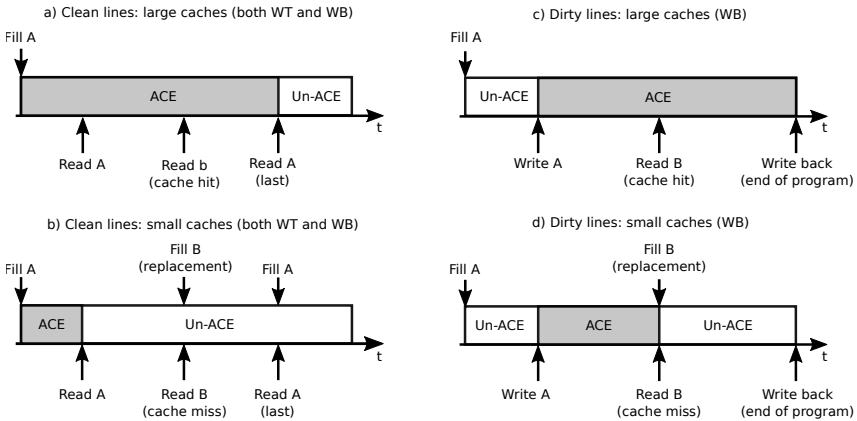 a) Clean lines: large caches (both WT and WB)
Fill A
ACE
Un-ACE
t
Read A
Read b
(cache hit)
Read A
(last)
b) Clean lines: small caches (both WT and WB)
Fill A
Fill B
(replacement)
Fill A
ACE
Un-ACE
t
Read A
Read B
(cache miss)
Read A
(last)
c) Dirty lines: large caches (WB)
Fill A
Un-ACE
ACE
t
Write A
Read B
(cache hit)
Write back
(end of program)
d) Dirty lines: small caches (WB)
Fill A
Fill B
(replacement)
Un-ACE
ACE
Un-ACE
t
Write A
Read B
(cache miss)
Write back
(end of program)